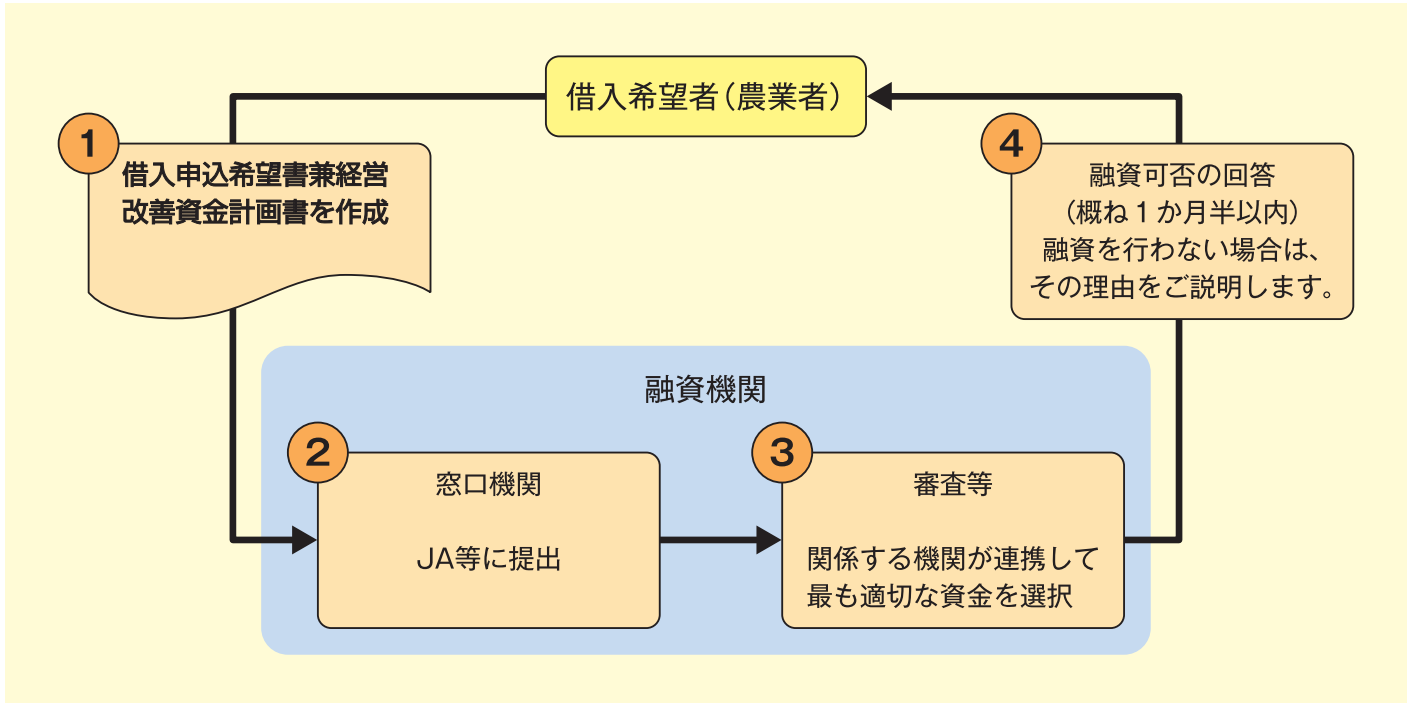 借入希望者（農業者）
1
借入申込希望書兼経営
改善資金計画書を作成
4
融資可否の回答
（概ね1か月半以内）
融資を行わない場合は、
その理由をご説明します。
融資機関
2
窓口機関
JA等に提出
3
審査等
関係する機関が連携して
最も適切な資金を選択